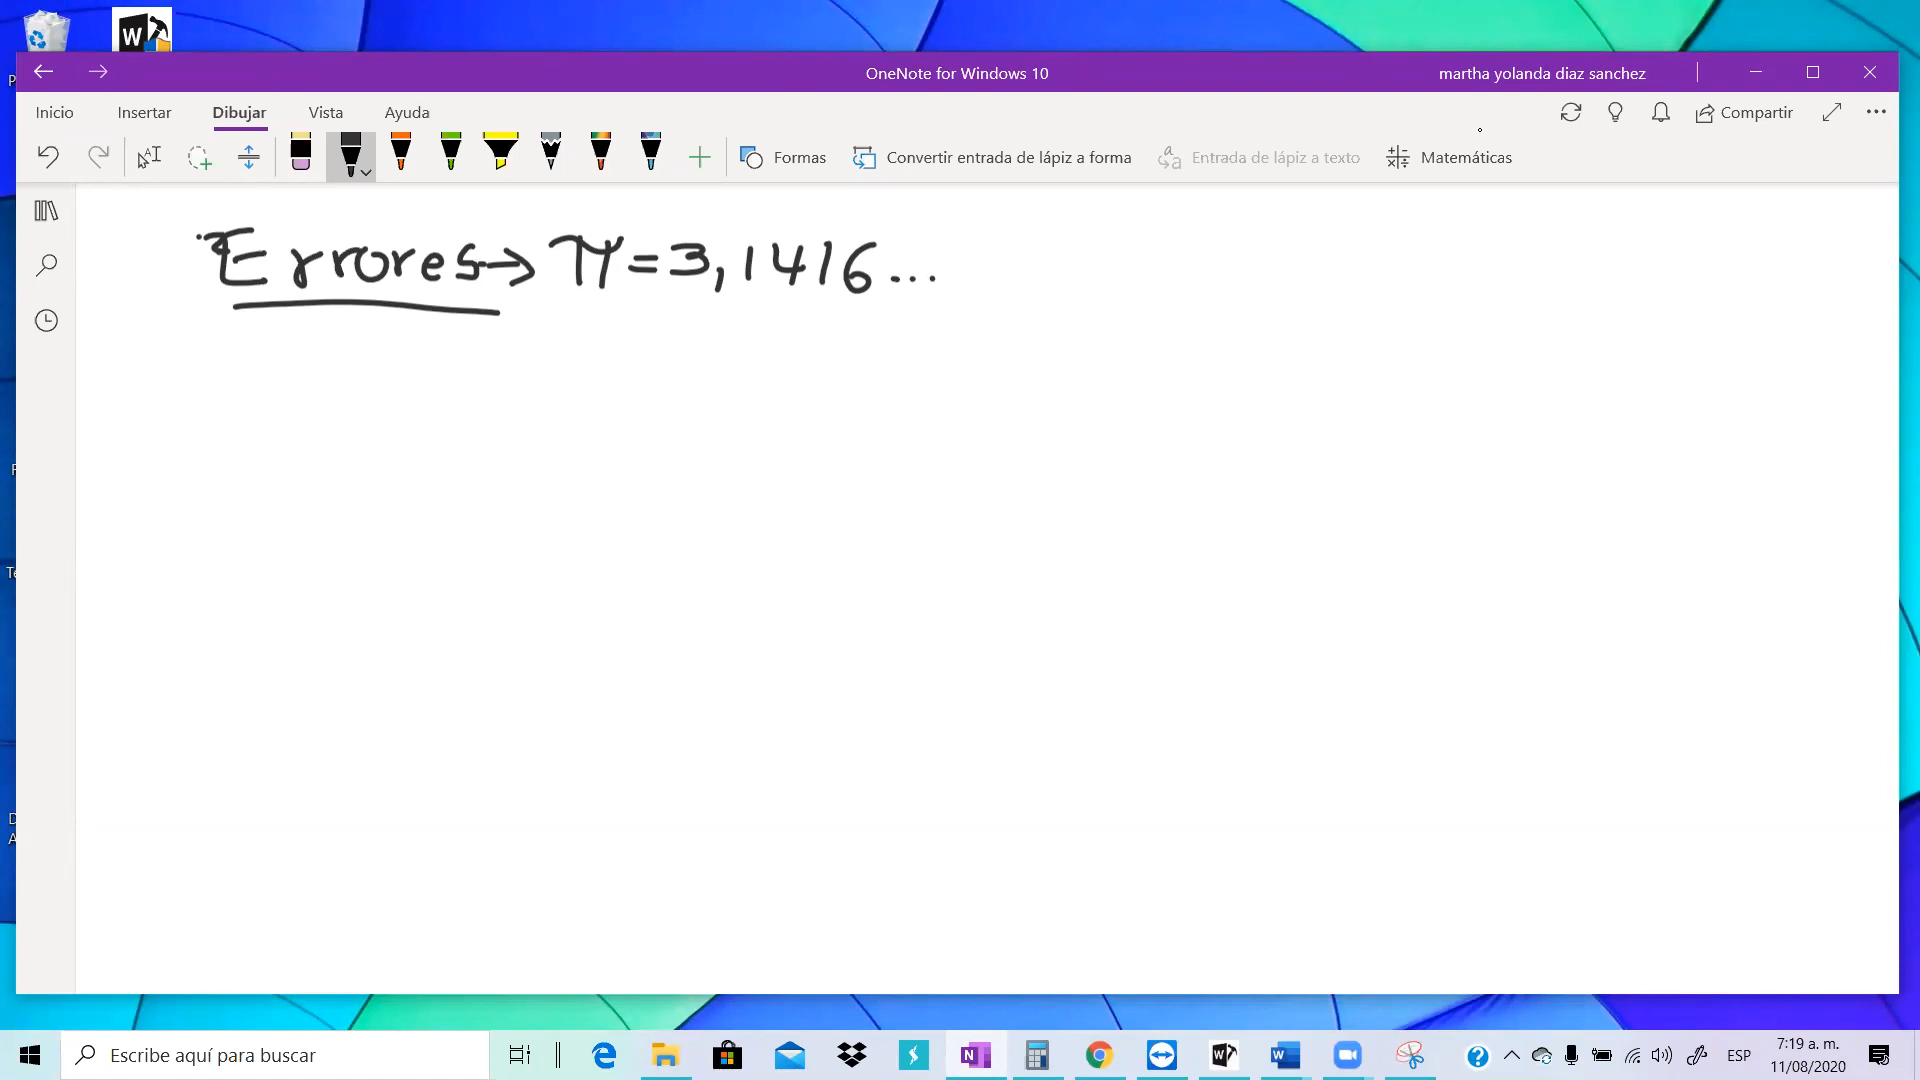 OneNote for Windows 10
martha yolanda diaz sanchez
Inicio Insertar Dibujar Vista Ayuda Compartir
Formas Convertir entrada de lápiz a forma Entrada de lápiz a texto Matemáticas
Errores→ π=3,1416...
Escribe aquí para buscar
ESP
7:19 a. m.
11/08/2020